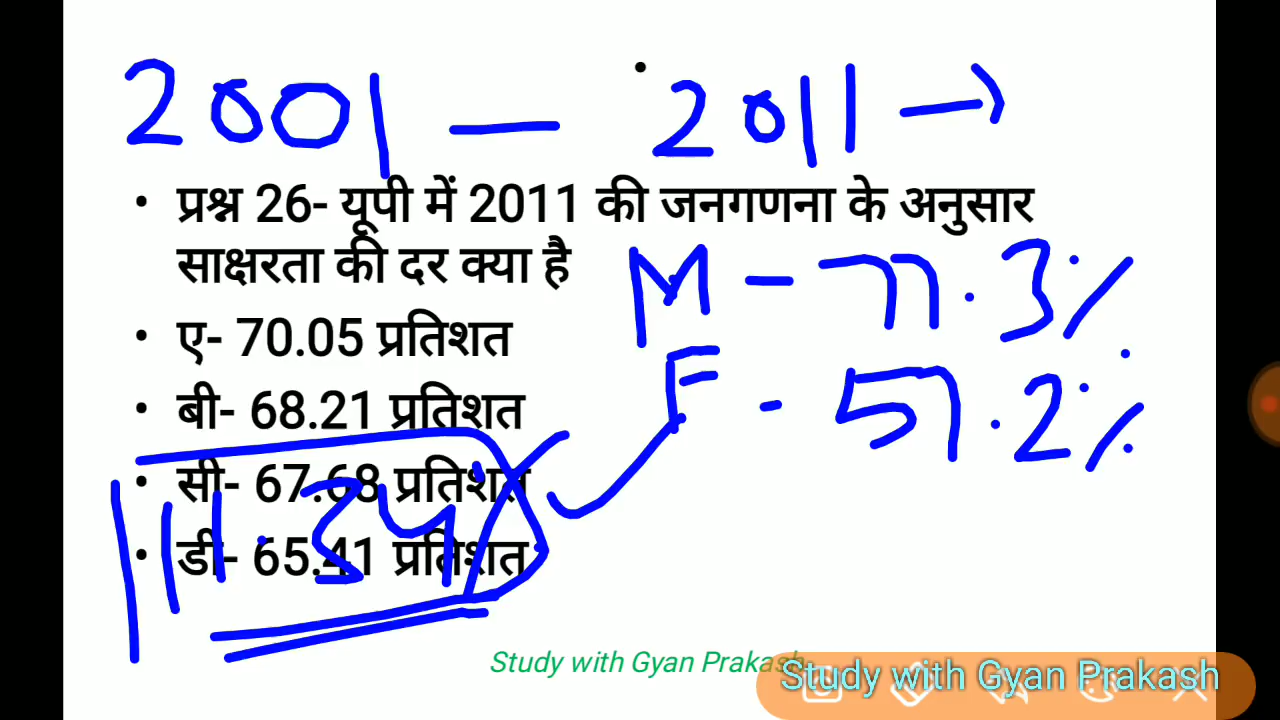 2001 — 2011 →
• प्रश्न 26- यूपी में 2011 की जनगणना के अनुसार
साक्षरता की दर क्या है
M - 77.3%
• ए- 70.05 प्रतिशत
F - 57.2%
• बी- 68.21 प्रतिशत
• सी- 67.68 प्रतिशत
• डी- 65.41 प्रतिशत
Study with Gyan Prakash
Study with Gyan Prakash